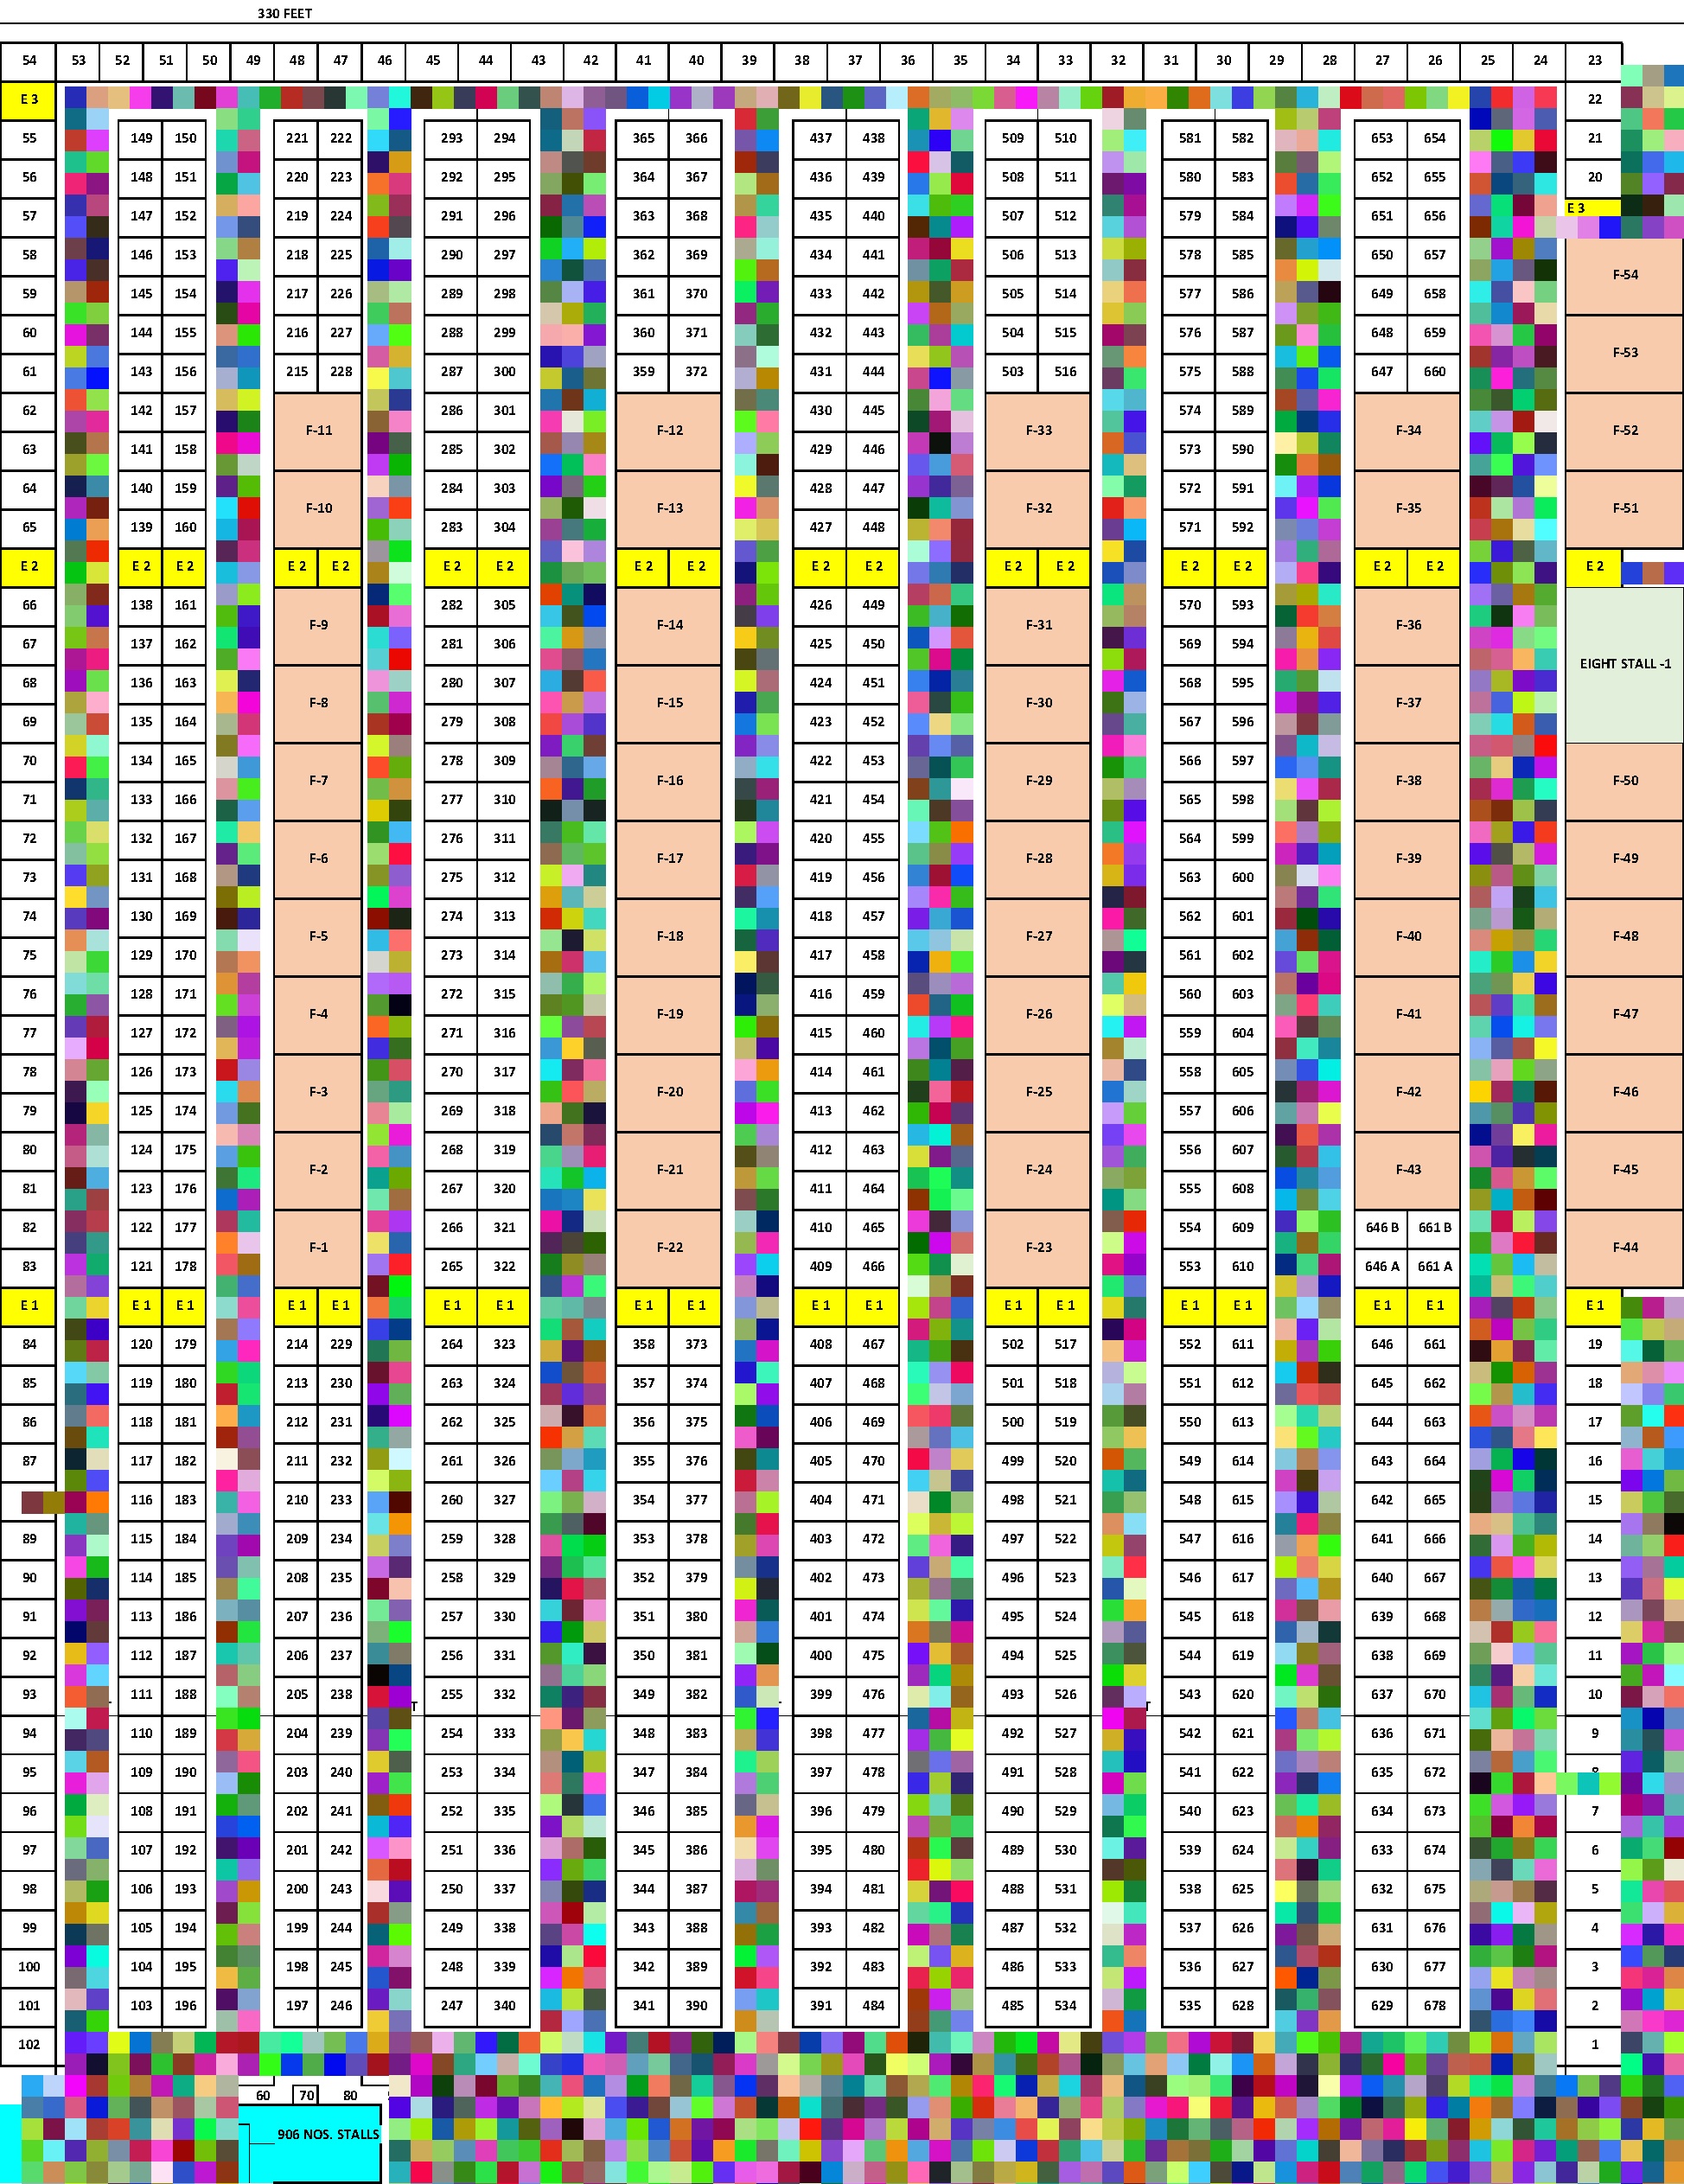 330 FEET
54 53 52 51 50 49 48 47 46 45 44 43 42 41 40 39 38 37 36 35 34 33 32 31 30 29 28 27 26 25 24 23
E 3 22
55 149 150 221 222 293 294 365 366 437 438 509 510 581 582 653 654 21
56 148 151 220 223 292 295 364 367 436 439 508 511 580 583 652 655 20
57 147 152 219 224 291 296 363 368 435 440 507 512 579 584 651 656 E 3
58 146 153 218 225 290 297 362 369 434 441 506 513 578 585 650 657
F-54
59 145 154 217 226 289 298 361 370 433 442 505 514 577 586 649 658
60 144 155 216 227 288 299 360 371 432 443 504 515 576 587 648 659
F-53
61 143 156 215 228 287 300 359 372 431 444 503 516 575 588 647 660
62 142 157 286 301 430 445 574 589
F-11 F-12 F-33 F-34 F-52
63 141 158 285 302 429 446 573 590
64 140 159 284 303 428 447 572 591
F-10 F-13 F-32 F-35 F-51
65 139 160 283 304 427 448 571 592
E 2 E 2 E 2 E 2 E 2 E 2 E 2 E 2 E 2 E 2 E 2 E 2 E 2 E 2 E 2 E 2 E 2 E 2
66 138 161 282 305 426 449 570 593
F-9 F-14 F-31 F-36
67 137 162 281 306 425 450 569 594
EIGHT STALL -1
68 136 163 280 307 424 451 568 595
F-8 F-15 F-30 F-37
69 135 164 279 308 423 452 567 596
70 134 165 278 309 422 453 566 597
F-7 F-16 F-29 F-38 F-50
71 133 166 277 310 421 454 565 598
72 132 167 276 311 420 455 564 599
F-6 F-17 F-28 F-39 F-49
73 131 168 275 312 419 456 563 600
74 130 169 274 313 418 457 562 601
F-5 F-18 F-27 F-40 F-48
75 129 170 273 314 417 458 561 602
76 128 171 272 315 416 459 560 603
F-4 F-19 F-26 F-41 F-47
77 127 172 271 316 415 460 559 604
78 126 173 270 317 414 461 558 605
F-3 F-20 F-25 F-42 F-46
79 125 174 269 318 413 462 557 606
80 124 175 268 319 412 463 556 607
F-2 F-21 F-24 F-43 F-45
81 123 176 267 320 411 464 555 608
82 122 177 266 321 410 465 554 609 646 B 661 B
F-1 F-22 F-23 F-44
83 121 178 265 322 409 466 553 610 646 A 661 A
E 1 E 1 E 1 E 1 E 1 E 1 E 1 E 1 E 1 E 1 E 1 E 1 E 1 E 1 E 1 E 1 E 1 E 1
84 120 179 214 229 264 323 358 373 408 467 502 517 552 611 646 661 19
85 119 180 213 230 263 324 357 374 407 468 501 518 551 612 645 662 18
86 118 181 212 231 262 325 356 375 406 469 500 519 550 613 644 663 17
87 117 182 211 232 261 326 355 376 405 470 499 520 549 614 643 664 16
116 183 210 233 260 327 354 377 404 471 498 521 548 615 642 665 15
89 115 184 209 234 259 328 353 378 403 472 497 522 547 616 641 666 14
90 114 185 208 235 258 329 352 379 402 473 496 523 546 617 640 667 13
91 113 186 207 236 257 330 351 380 401 474 495 524 545 618 639 668 12
92 112 187 206 237 256 331 350 381 400 475 494 525 544 619 638 669 11
93 111 188 205 238 255 332 349 382 399 476 493 526 543 620 637 670 10
94 110 189 204 239 254 333 348 383 398 477 492 527 542 621 636 671 9
95 109 190 203 240 253 334 347 384 397 478 491 528 541 622 635 672
96 108 191 202 241 252 335 346 385 396 479 490 529 540 623 634 673 7
97 107 192 201 242 251 336 345 386 395 480 489 530 539 624 633 674 6
98 106 193 200 243 250 337 344 387 394 481 488 531 538 625 632 675 5
99 105 194 199 244 249 338 343 388 393 482 487 532 537 626 631 676 4
100 104 195 198 245 248 339 342 389 392 483 486 533 536 627 630 677 3
101 103 196 197 246 247 340 341 390 391 484 485 534 535 628 629 678 2
102 1
60 70 80
906 NOS. STALLS